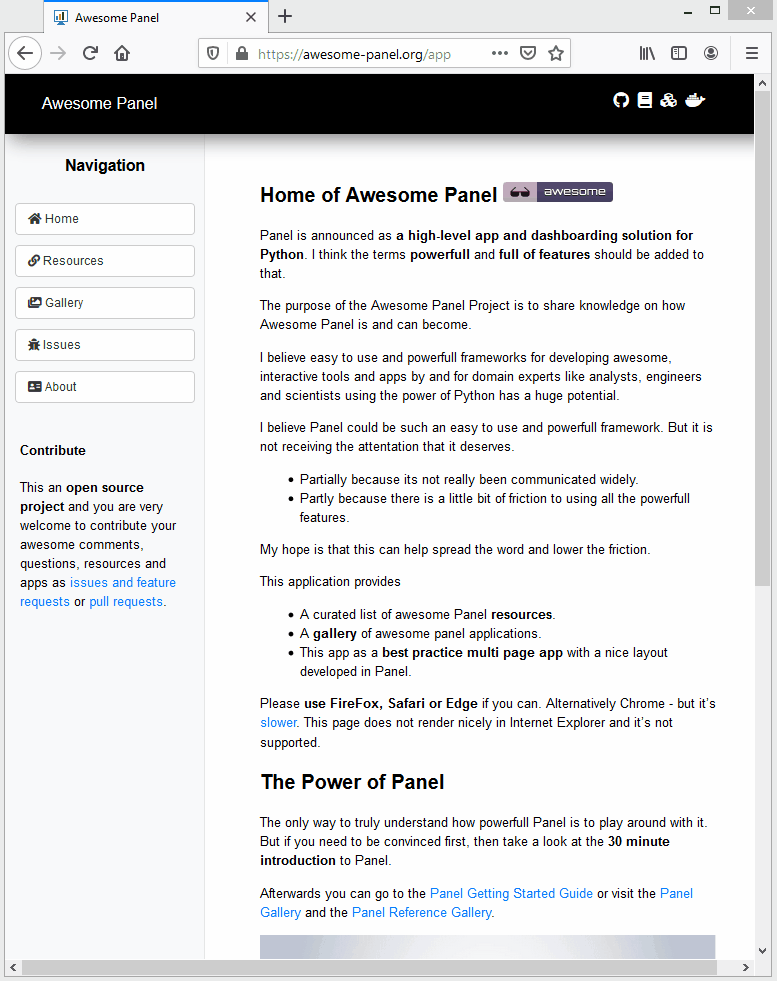 Awesome Panel
https://awesome-panel.org/app
Awesome Panel
Navigation
Home
Resources
Gallery
Issues
About
Contribute
This an open source
project and you are very
welcome to contribute your
awesome comments,
questions, resources and
apps as issues and feature
requests or pull requests.
Home of Awesome Panel awesome
Panel is announced as a high-level app and dashboarding solution for
Python. I think the terms powerfull and full of features should be added to
that.
The purpose of the Awesome Panel Project is to share knowledge on how
Awesome Panel is and can become.
I believe easy to use and powerfull frameworks for developing awesome,
interactive tools and apps by and for domain experts like analysts, engineers
and scientists using the power of Python has a huge potential.
I believe Panel could be such an easy to use and powerfull framework. But it is
not receiving the attentation that it deserves.
• Partially because its not really been communicated widely.
• Partly because there is a little bit of friction to using all the powerfull
features.
My hope is that this can help spread the word and lower the friction.
This application provides
• A curated list of awesome Panel resources.
• A gallery of awesome panel applications.
• This app as a best practice multi page app with a nice layout
developed in Panel.
Please use FireFox, Safari or Edge if you can. Alternatively Chrome - but it's
slower. This page does not render nicely in Internet Explorer and it's not
supported.
The Power of Panel
The only way to truly understand how powerfull Panel is to play around with it.
But if you need to be convinced first, then take a look at the 30 minute
introduction to Panel.
Afterwards you can go to the Panel Getting Started Guide or visit the Panel
Gallery and the Panel Reference Gallery.